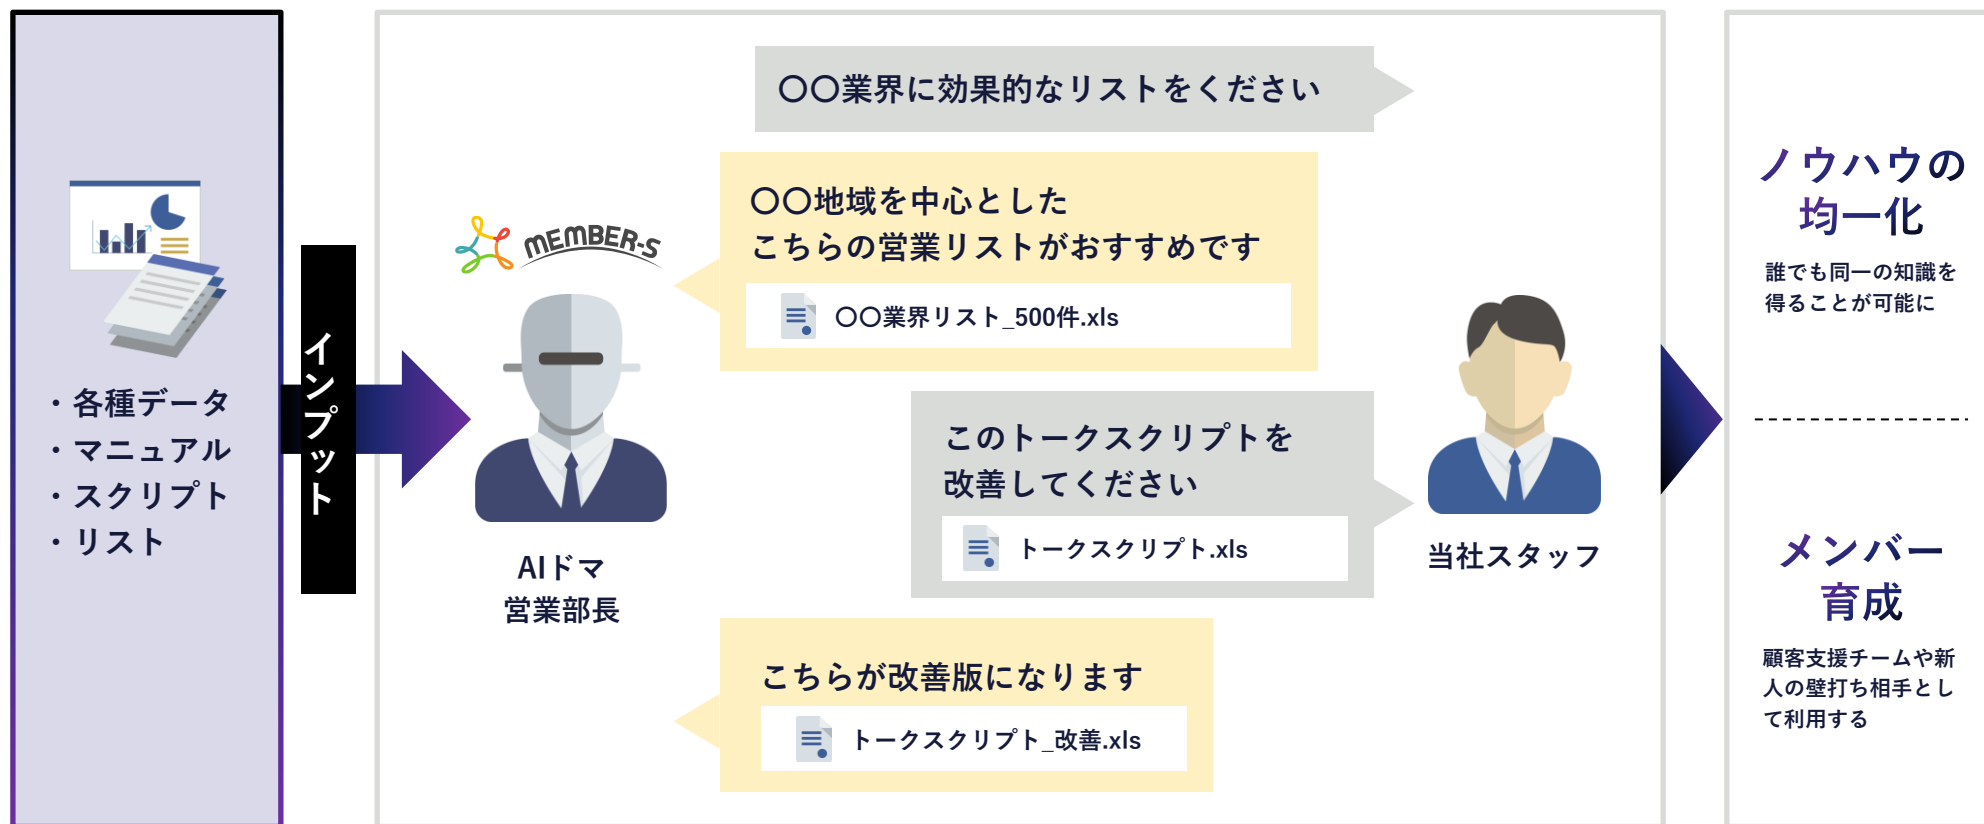 ・各種データ
・マニュアル
・スクリプト
・リスト
インプット
MEMBER-S
AIドマ
営業部長
〇〇業界に効果的なリストをください
〇〇地域を中心とした
こちらの営業リストがおすすめです
〇〇業界リスト_500件.xls
このトークスクリプトを
改善してください
トークスクリプト.xls
こちらが改善版になります
トークスクリプト_改善.xls
当社スタッフ
ノウハウの
均一化
誰でも同一の知識を
得ることが可能に
メンバー
育成
顧客支援チームや新
人の壁打ち相手とし
て利用する